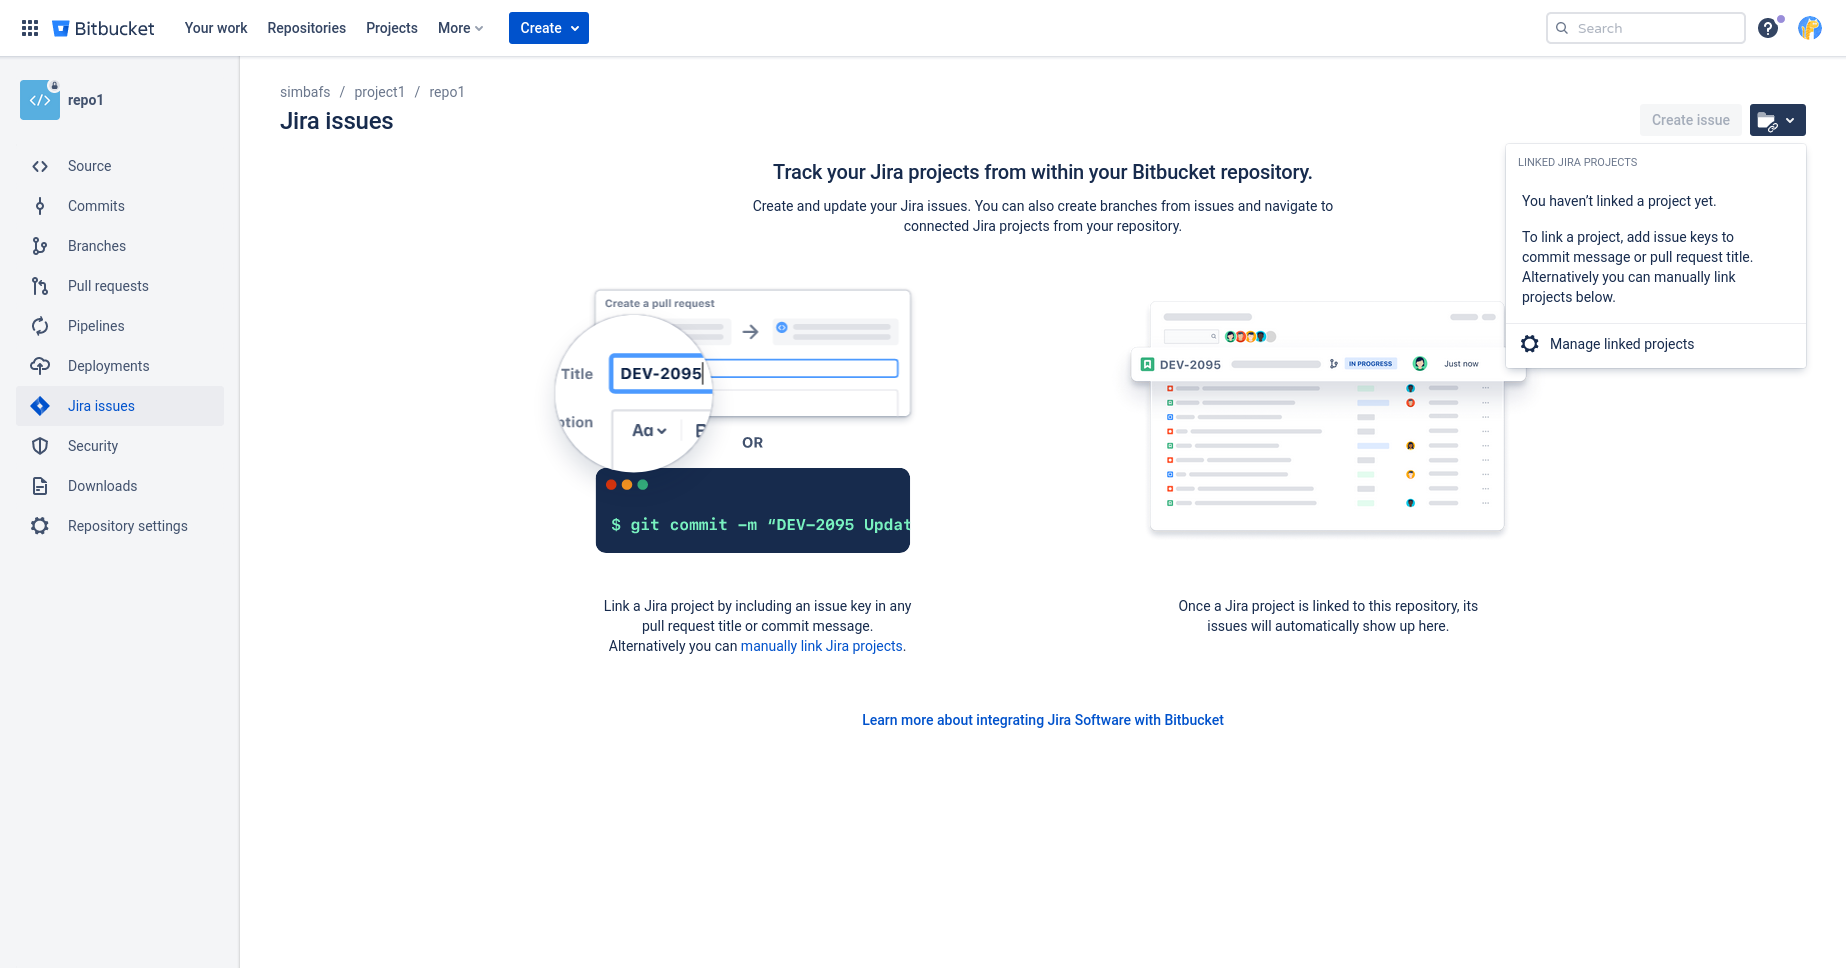 Bitbucket
Your work
Repositories
Projects
More
Create
Search
repo1
Source
Commits
Branches
Pull requests
Pipelines
Deployments
Jira issues
Security
Downloads
Repository settings
simbafs / project1 / repo1
Jira issues
Create issue
LINKED JIRA PROJECTS
You haven’t linked a project yet.
To link a project, add issue keys to
commit message or pull request title.
Alternatively you can manually link
projects below.
Manage linked projects
Track your Jira projects from within your Bitbucket repository.
Create and update your Jira issues. You can also create branches from issues and navigate to
connected Jira projects from your repository.
Create a pull request
Title
DEV-2095
ption
Aa
OR
$ git commit -m “DEV-2095 Updat
DEV-2095
IN PROGRESS
Just now
Link a Jira project by including an issue key in any
pull request title or commit message.
Alternatively you can manually link Jira projects.
Once a Jira project is linked to this repository, its
issues will automatically show up here.
Learn more about integrating Jira Software with Bitbucket